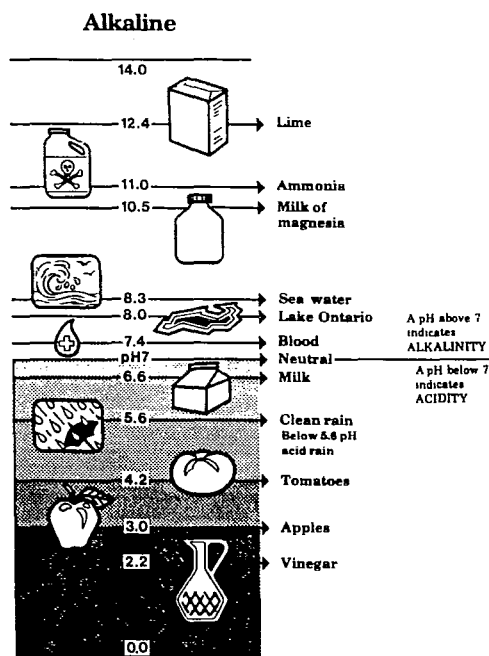 Alkaline
14.0
12.4 Lime
11.0 Ammonia
10.5 Milk of
magnesia
8.3 Sea water
8.0 Lake Ontario
A pH above 7
indicates
ALKALINITY
7.4 Blood
pH7 Neutral
6.6 Milk
A pH below 7
indicates
ACIDITY
5.6 Clean rain
Below 5.6 pH
acid rain
4.2 Tomatoes
3.0 Apples
2.2 Vinegar
0.0